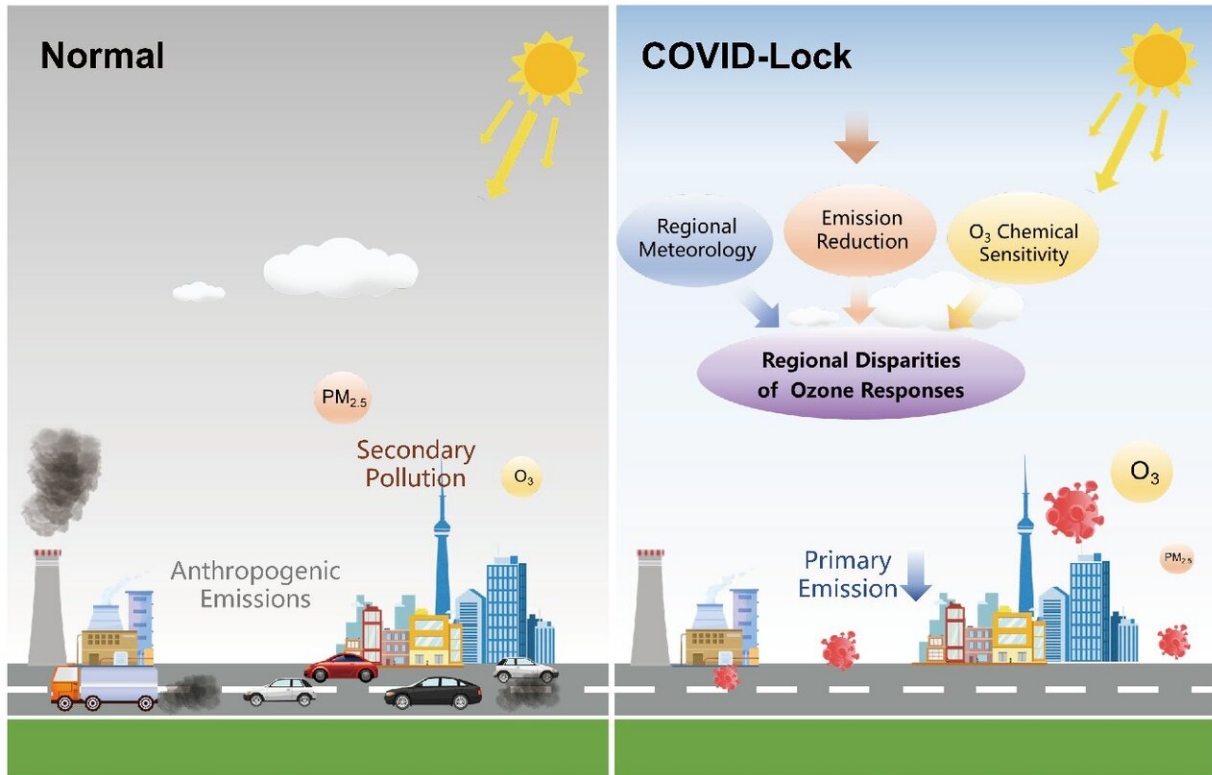 Normal
PM₂.₅
Secondary
Pollution
O₃
Anthropogenic
Emissions
COVID-Lock
Regional
Meteorology
Emission
Reduction
O₃ Chemical
Sensitivity
Regional Disparities
of Ozone Responses
O₃
PM₂.₅
Primary
Emission